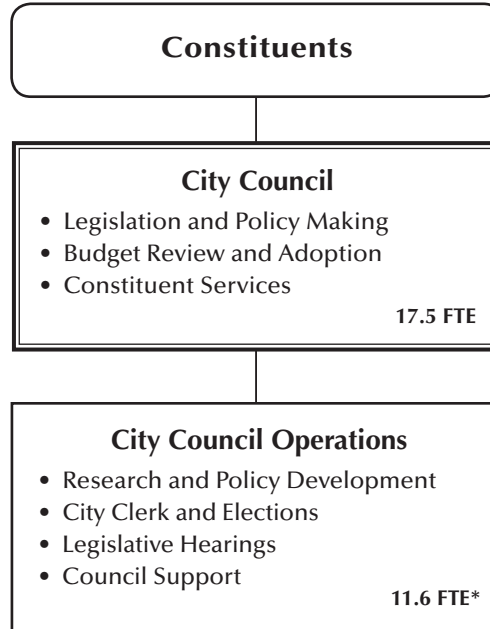 Constituents
City Council
• Legislation and Policy Making
• Budget Review and Adoption
• Constituent Services
17.5 FTE
City Council Operations
• Research and Policy Development
• City Clerk and Elections
• Legislative Hearings
• Council Support
11.6 FTE*